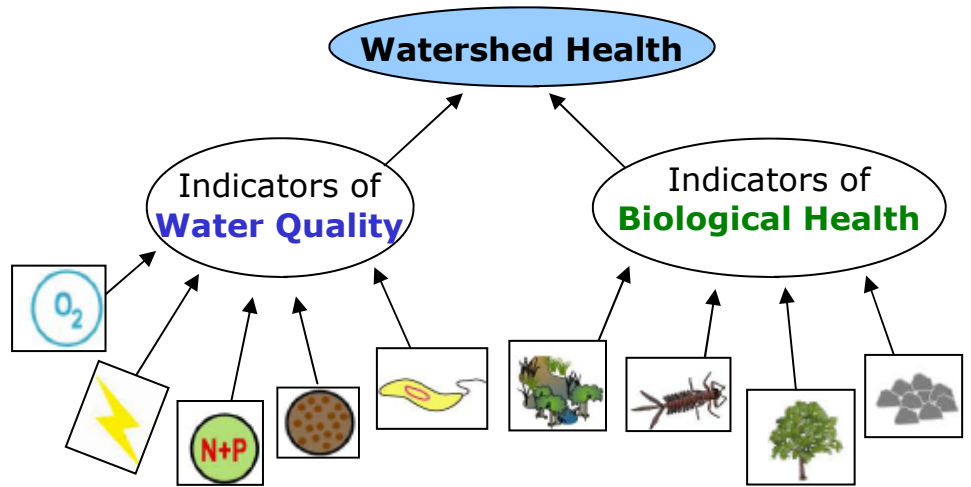 Watershed Health
Indicators of
Water Quality
Indicators of
Biological Health
O2
N+P